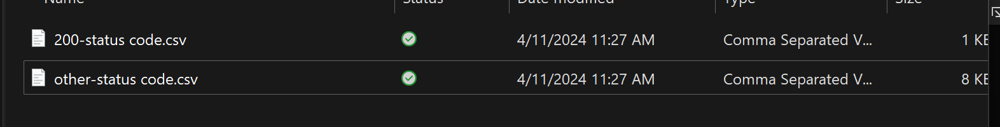 Name Status Date modified Type Size
200-status code.csv 4/11/2024 11:27 AM Comma Separated V... 1 KB
other-status code.csv 4/11/2024 11:27 AM Comma Separated V... 8 KB